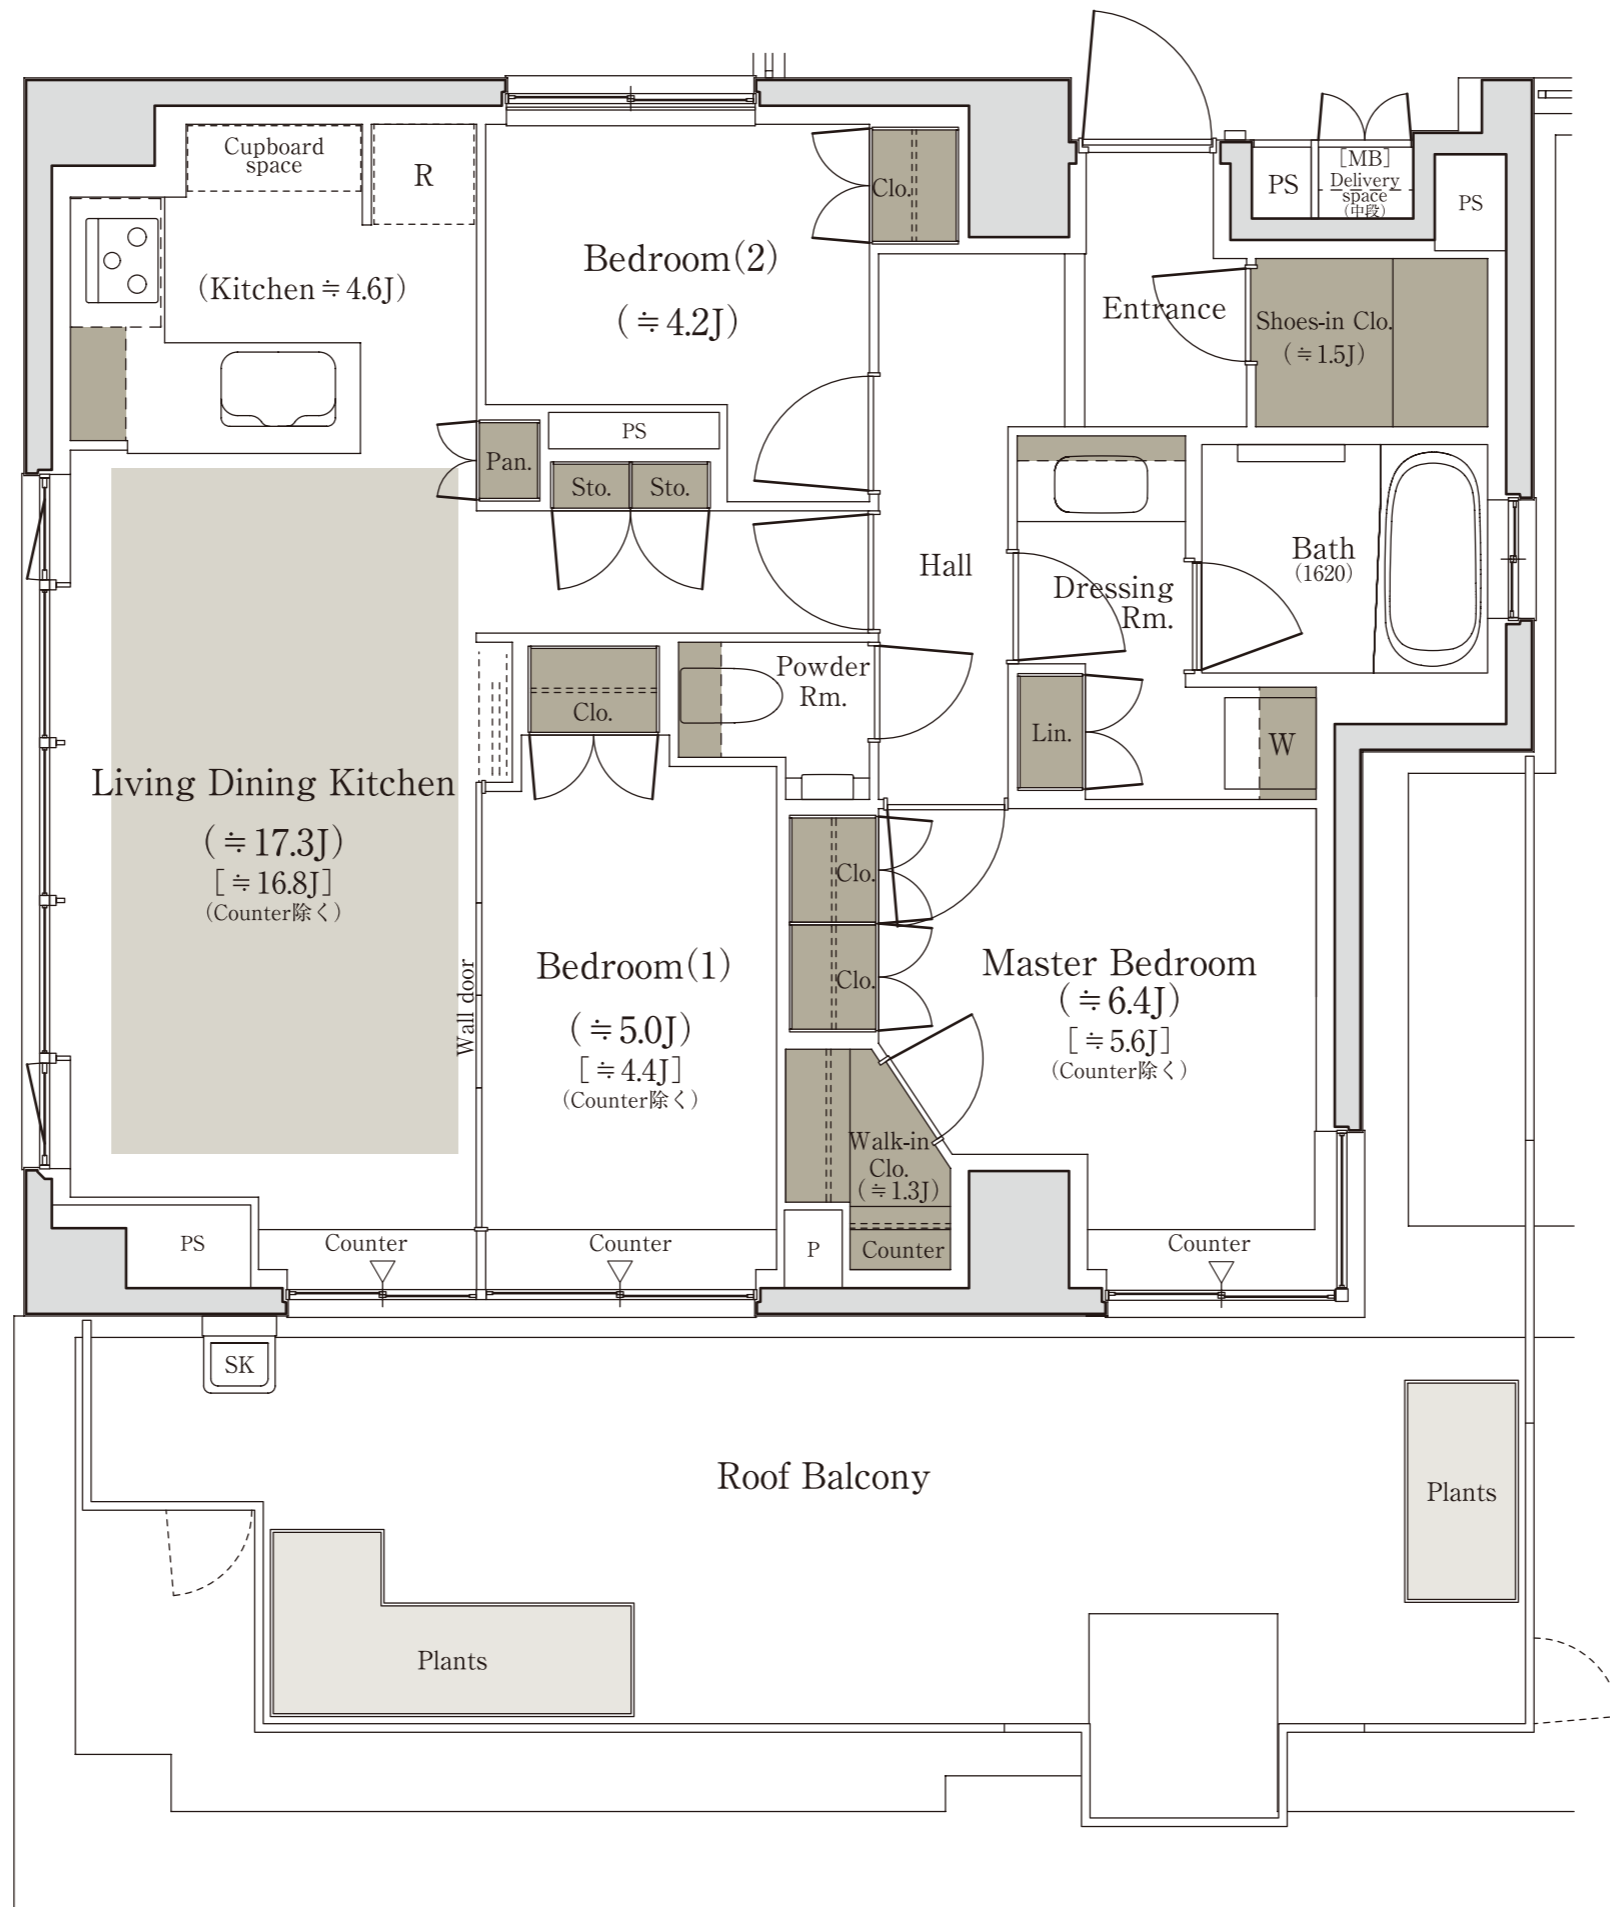 Cupboard
space
R
Clo.
PS
[MB]
Delivery
space
(中段)
PS
(Kitchen≒4.6J)
Bedroom(2)
(≒4.2J)
Entrance
Shoes-in Clo.
(≒1.5J)
PS
Pan.
Sto.
Sto.
Hall
Dressing
Rm.
Bath
(1620)
Powder
Rm.
Clo.
Lin.
W
Living Dining Kitchen
(≒17.3J)
[≒16.8J]
(Counter除く)
Wall door
Bedroom(1)
(≒5.0J)
[≒4.4J]
(Counter除く)
Clo.
Clo.
Master Bedroom
(≒6.4J)
[≒5.6J]
(Counter除く)
Walk-in
Clo.
(≒1.3J)
PS
Counter
Counter
P
Counter
Counter
SK
Roof Balcony
Plants
Plants